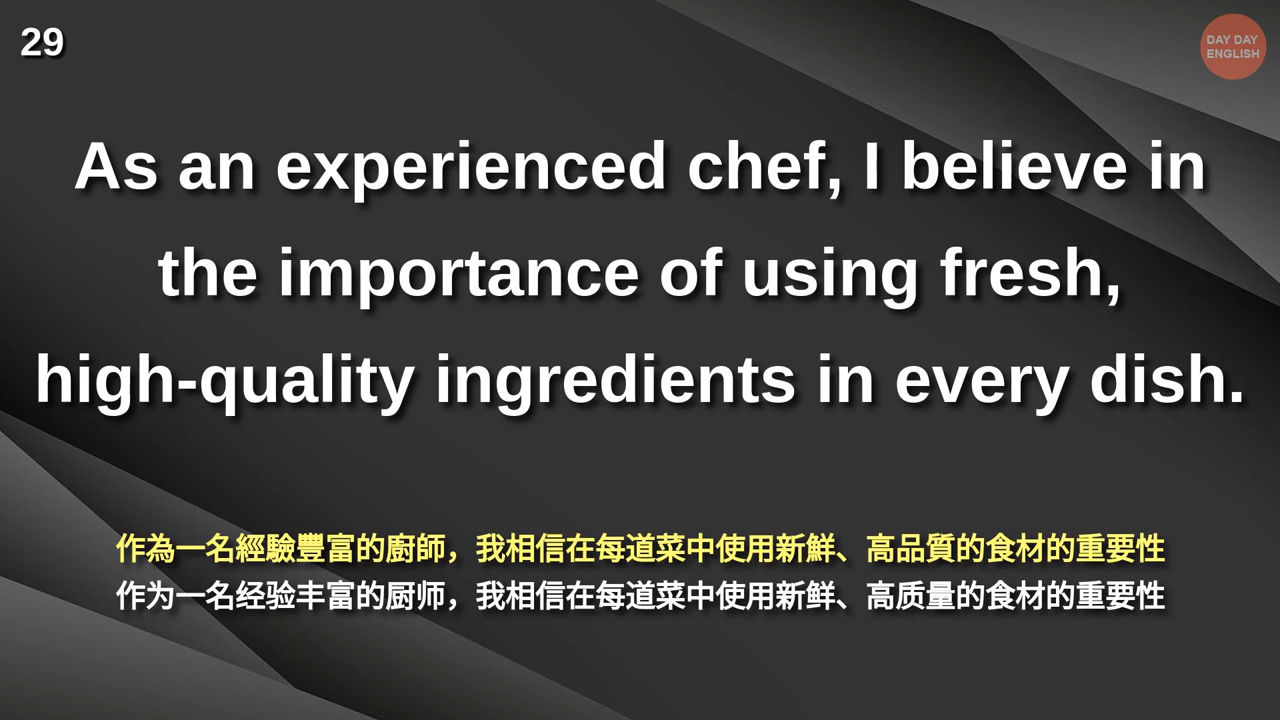 29
DAY DAY
ENGLISH
As an experienced chef, I believe in
the importance of using fresh,
high-quality ingredients in every dish.
作為一名經驗豐富的廚師，我相信在每道菜中使用新鮮、高品質的食材的重要性
作为一名经验丰富的厨师，我相信在每道菜中使用新鲜、高质量的食材的重要性